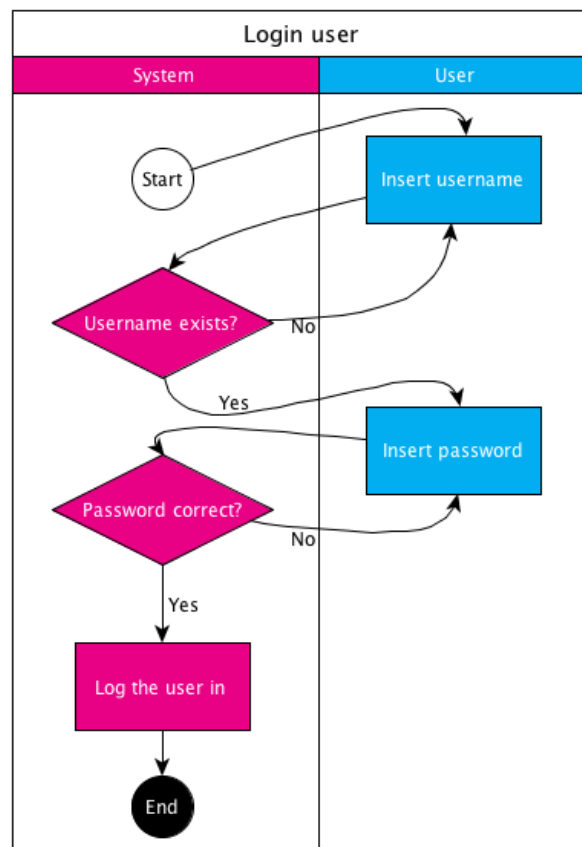 Login user
System
User
Start
Insert username
Username exists?
No
Yes
Insert password
Password correct?
No
Yes
Log the user in
End